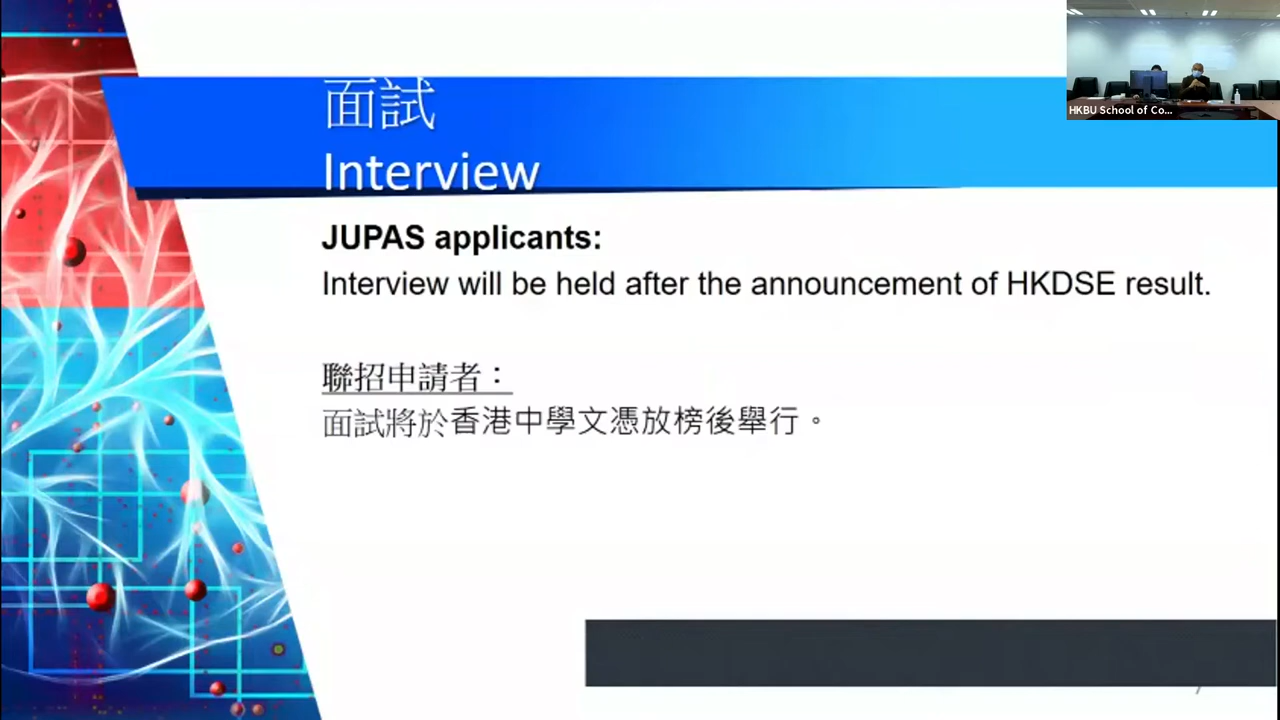 面試
Interview
HKBU School of Co...
JUPAS applicants:
Interview will be held after the announcement of HKDSE result.
聯招申請者：
面試將於香港中學文憑放榜後舉行。